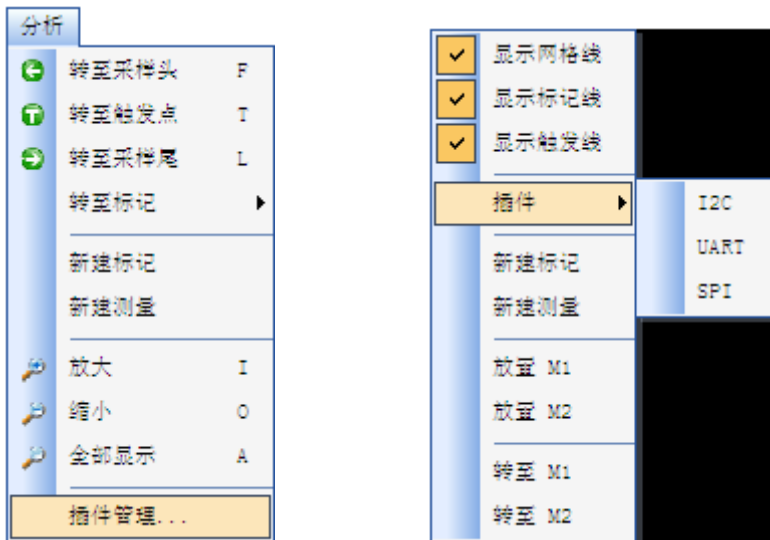 分析
转至采样头 F
转至触发点 T
转至采样尾 L
转至标记
新建标记
新建测量
放大 I
缩小 O
全部显示 A
插件管理...
显示网格线
显示标记线
显示触发线
插件
I2C
UART
SPI
新建标记
新建测量
放置 M1
放置 M2
转至 M1
转至 M2